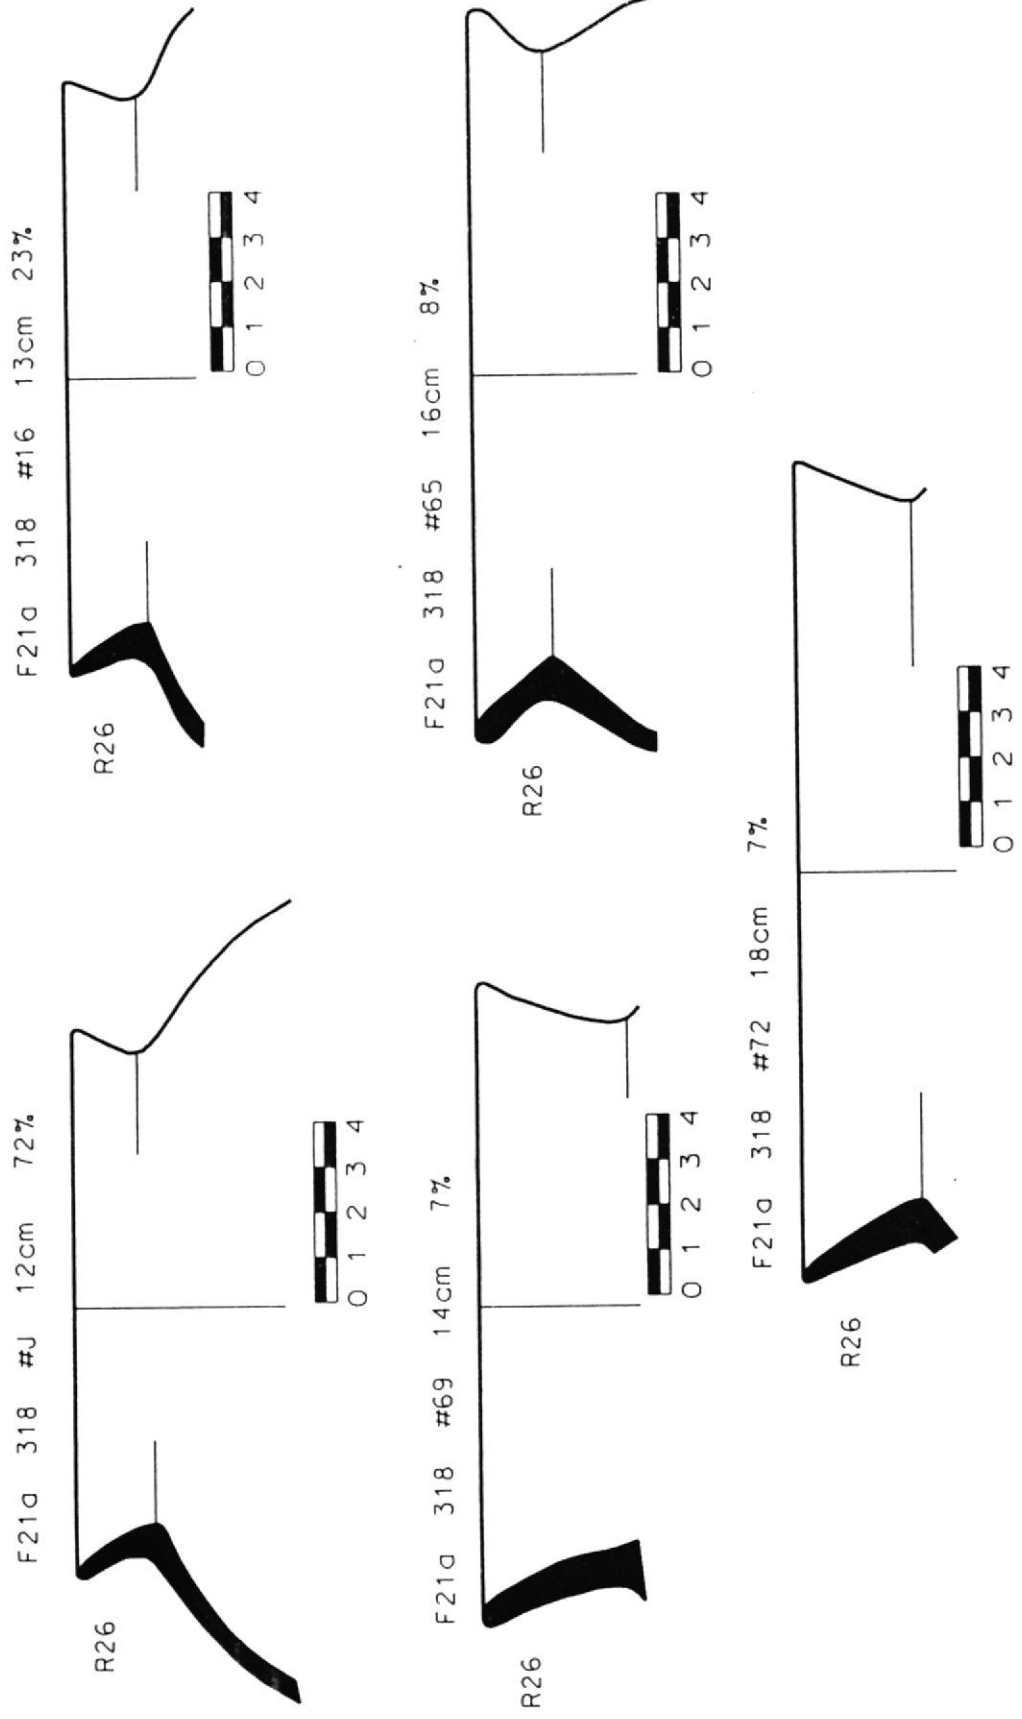 F21a 318 #J 12cm 72%
R26
0 1 2 3 4
F21a 318 #16 13cm 23%
R26
0 1 2 3 4
F21a 318 #69 14cm 7%
R26
0 1 2 3 4
F21a 318 #65 16cm 8%
R26
0 1 2 3 4
F21a 318 #72 18cm 7%
R26
0 1 2 3 4